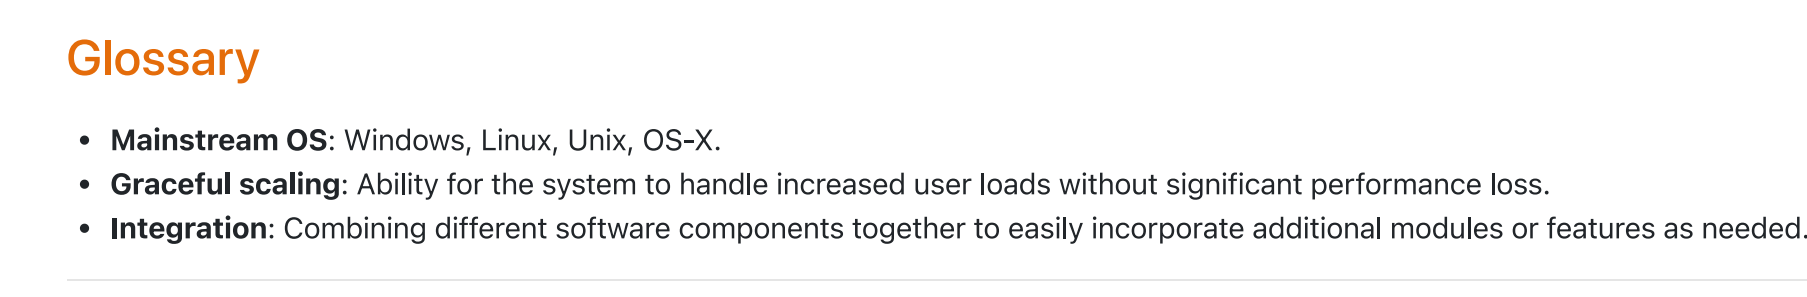 Glossary
• Mainstream OS: Windows, Linux, Unix, OS-X.
• Graceful scaling: Ability for the system to handle increased user loads without significant performance loss.
• Integration: Combining different software components together to easily incorporate additional modules or features as needed.